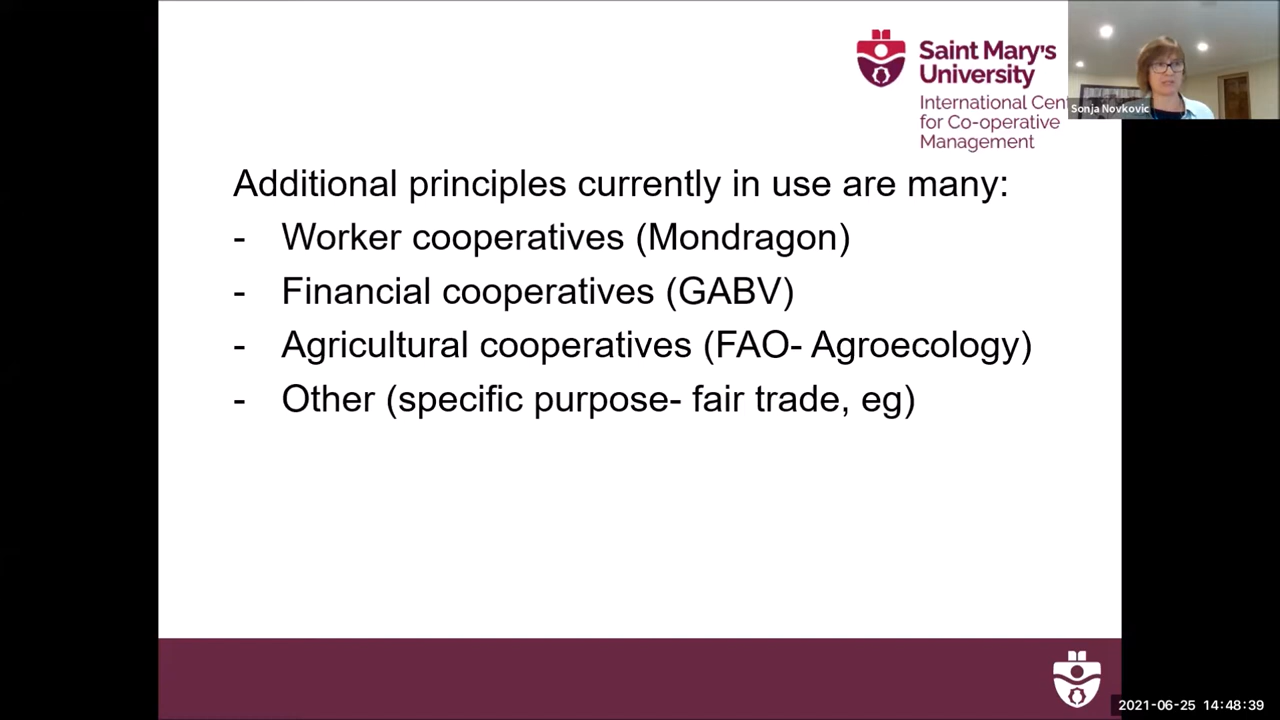 Saint Mary's
University
International Cen
for Co-operative
Management
Sonja Novkovic
Additional principles currently in use are many:
- Worker cooperatives (Mondragon)
- Financial cooperatives (GABV)
- Agricultural cooperatives (FAO- Agroecology)
- Other (specific purpose- fair trade, eg)
2021-06-25 14:48:39